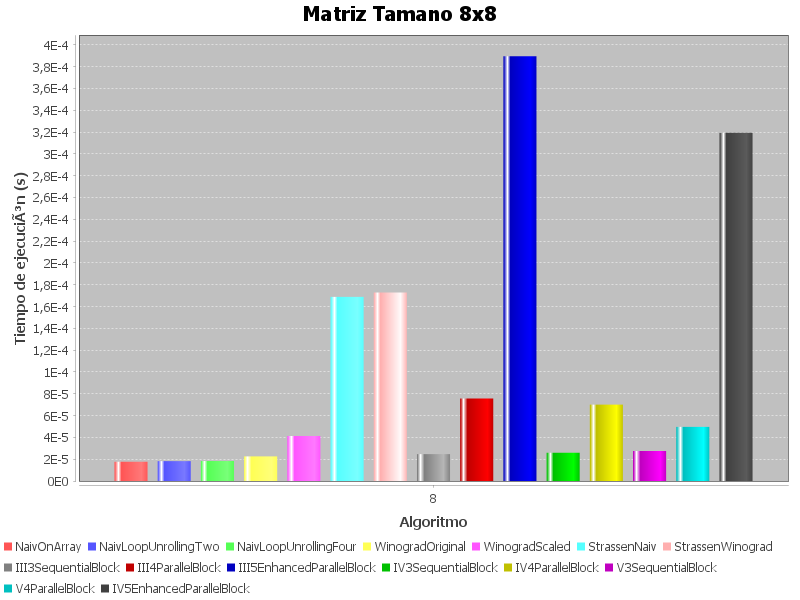 Matriz Tamano 8x8
Tiempo de ejecuciÃ³n (s)
4E-4
3,8E-4
3,6E-4
3,4E-4
3,2E-4
3E-4
2,8E-4
2,6E-4
2,4E-4
2,2E-4
2E-4
1,8E-4
1,6E-4
1,4E-4
1,2E-4
1E-4
8E-5
6E-5
4E-5
2E-5
0E0
8
Algoritmo
NaivOnArray NaivLoopUnrollingTwo NaivLoopUnrollingFour WinogradOriginal WinogradScaled StrassenNaiv StrassenWinograd
III3SequentialBlock III4ParallelBlock III5EnhancedParallelBlock IV3SequentialBlock IV4ParallelBlock V3SequentialBlock
V4ParallelBlock IV5EnhancedParallelBlock